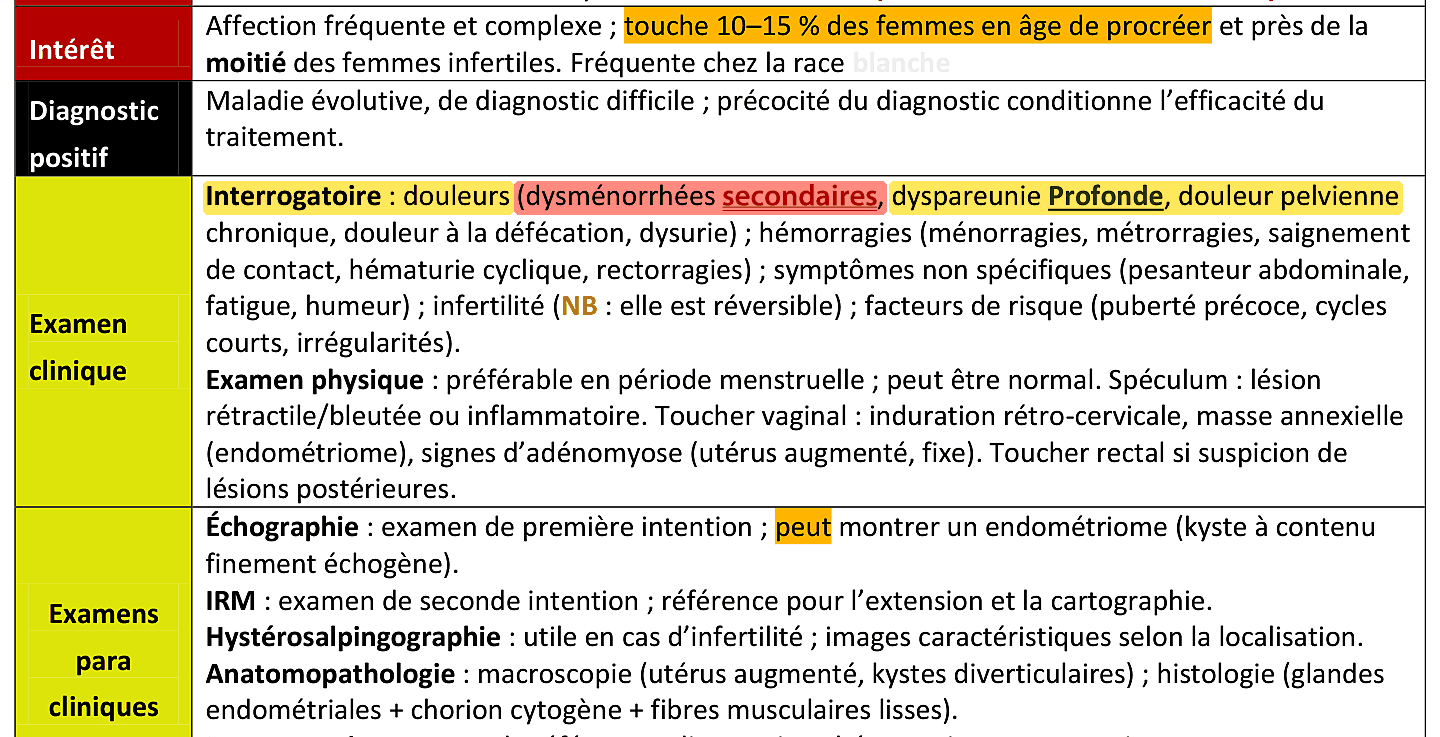 Intérêt
Affection fréquente et complexe ; touche 10–15 % des femmes en âge de procréer et près de la
moitié des femmes infertiles. Fréquente chez la race blanche
Diagnostic
positif
Maladie évolutive, de diagnostic difficile ; précocité du diagnostic conditionne l’efficacité du
traitement.
Examen
clinique
Interrogatoire : douleurs (dysménorrhées secondaires, dyspareunie Profonde, douleur pelvienne
chronique, douleur à la défécation, dysurie) ; hémorragies (ménorragies, métrorragies, saignement
de contact, hématurie cyclique, rectorragies) ; symptômes non spécifiques (pesanteur abdominale,
fatigue, humeur) ; infertilité (NB : elle est réversible) ; facteurs de risque (puberté précoce, cycles
courts, irrégularités).
Examen physique : préférable en période menstruelle ; peut être normal. Spéculum : lésion
rétractile/bleutée ou inflammatoire. Toucher vaginal : induration rétro-cervicale, masse annexielle
(endométriome), signes d’adénomyose (utérus augmenté, fixe). Toucher rectal si suspicion de
lésions postérieures.
Examens
para
cliniques
Échographie : examen de première intention ; peut montrer un endométriome (kyste à contenu
finement échogène).
IRM : examen de seconde intention ; référence pour l’extension et la cartographie.
Hystérosalpingographie : utile en cas d’infertilité ; images caractéristiques selon la localisation.
Anatomopathologie : macroscopie (utérus augmenté, kystes diverticulaires) ; histologie (glandes
endométriales + chorion cytogène + fibres musculaires lisses).